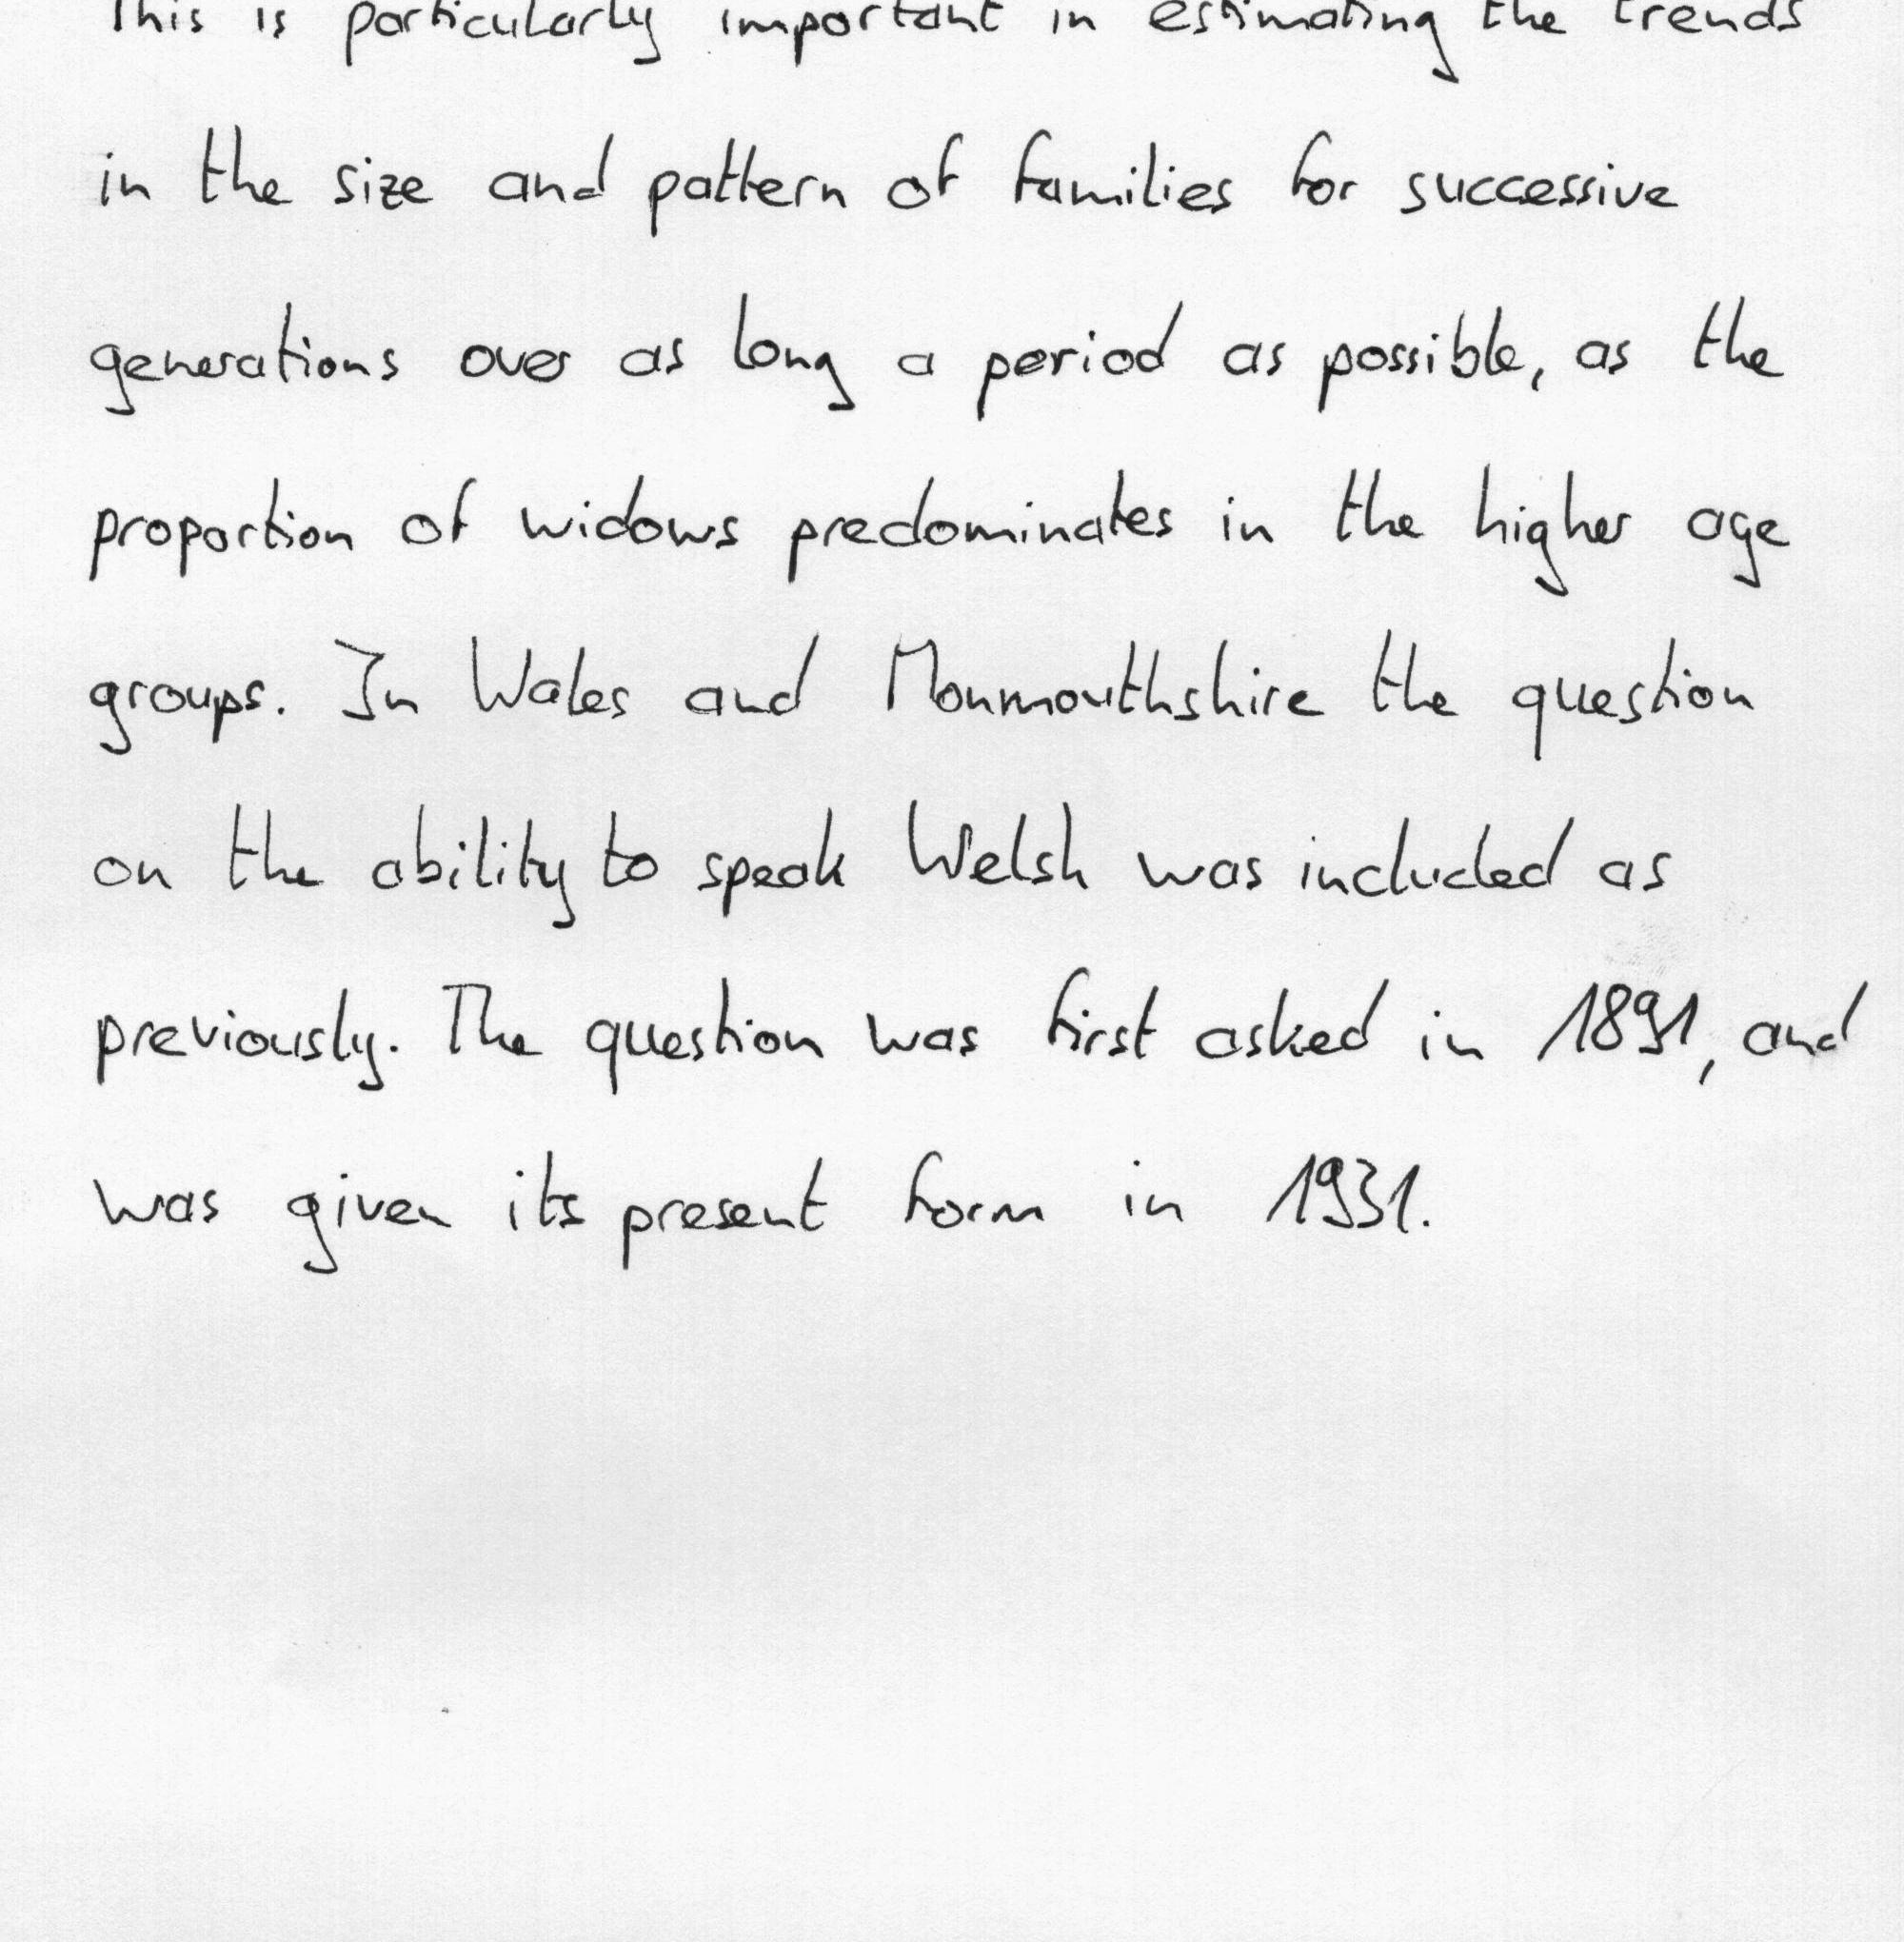 This is particularly important in estimating the trends
in the size and pattern of families for successive
generations over as long a period as possible, as the
proportion of widows predominates in the higher age
groups. In Wales and Monmouthshire the question
on the ability to speak Welsh was included as
previously. The question was first asked in 1891, and
was given its present form in 1931.